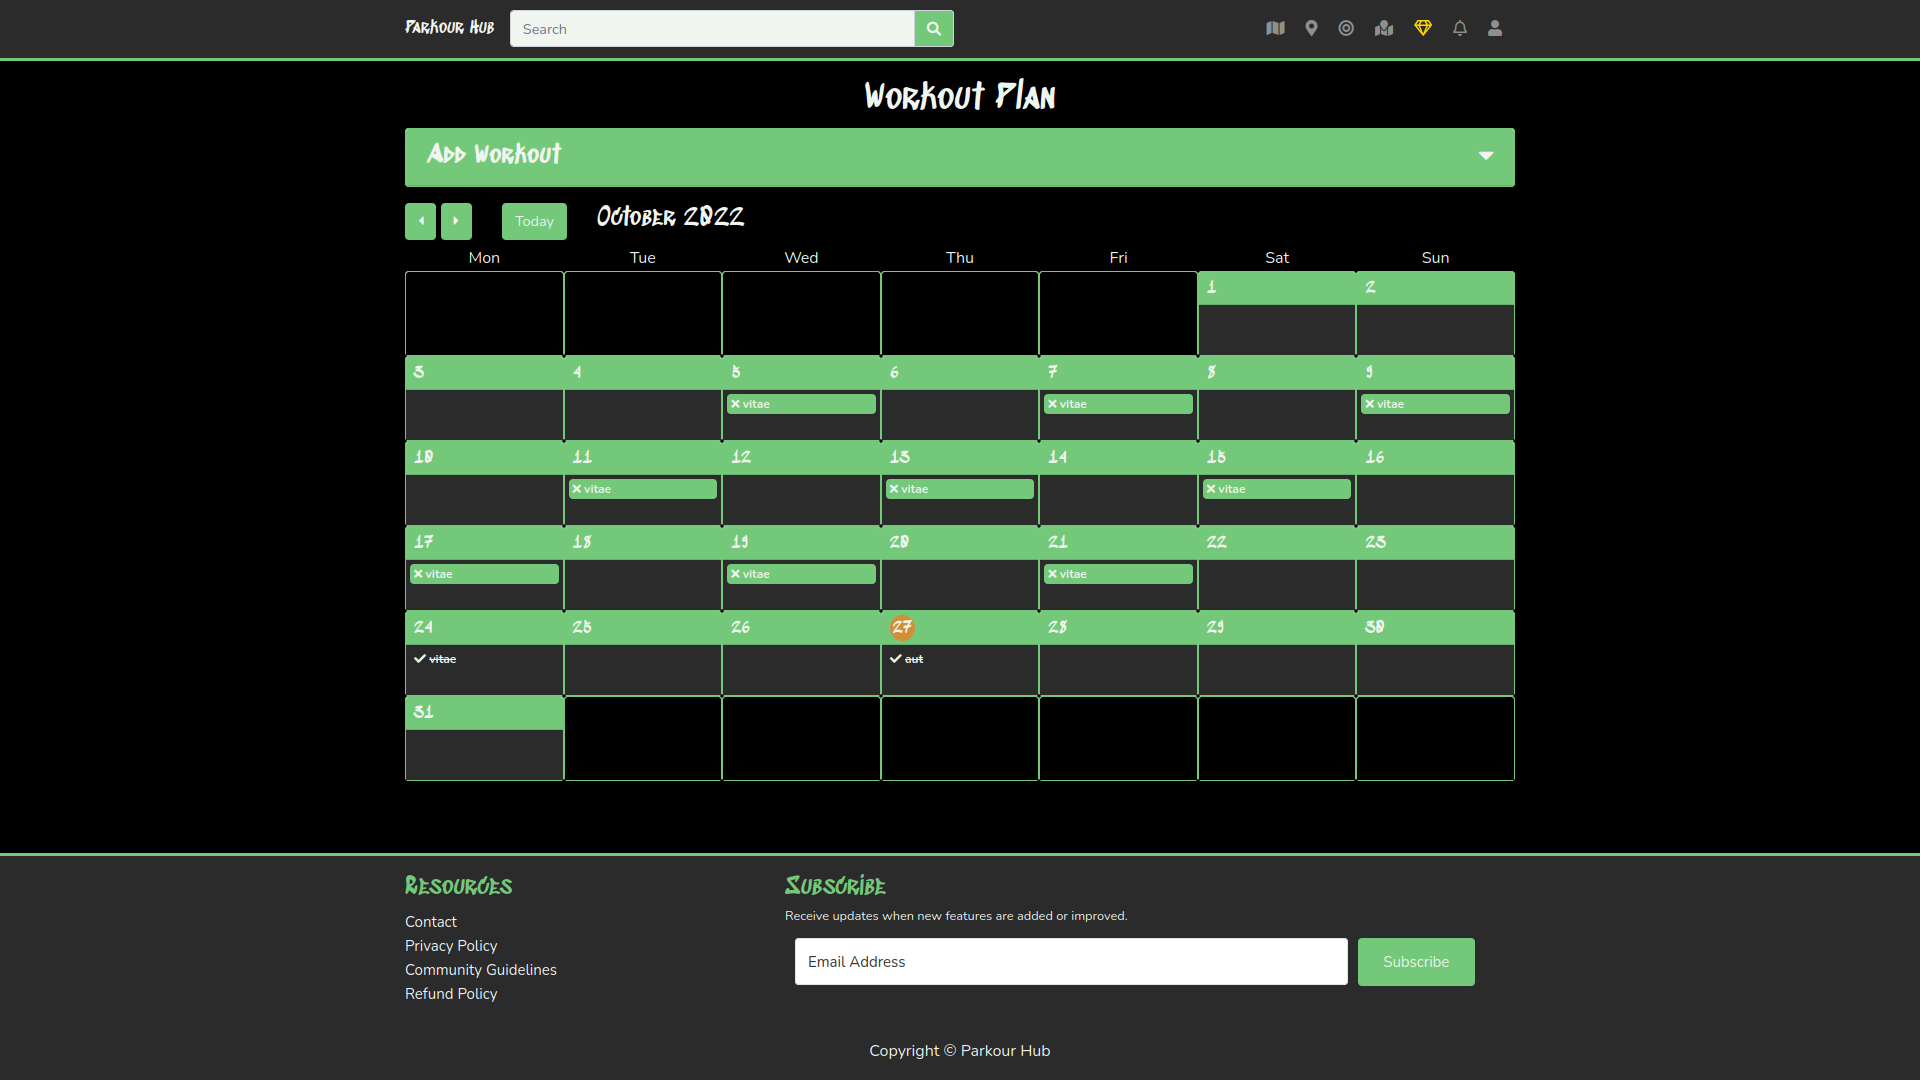 Parkour Hub
Search
Workout Plan
Add Workout
Today
October 2022
Mon Tue Wed Thu Fri Sat Sun
1 2
3 4 5 6 7 8 9
vitae vitae vitae
10 11 12 13 14 15 16
vitae vitae vitae
17 18 19 20 21 22 23
vitae vitae vitae
24 25 26 27 28 29 30
vitae aut
31
Resources
Contact
Privacy Policy
Community Guidelines
Refund Policy
Subscribe
Receive updates when new features are added or improved.
Email Address
Subscribe
Copyright © Parkour Hub